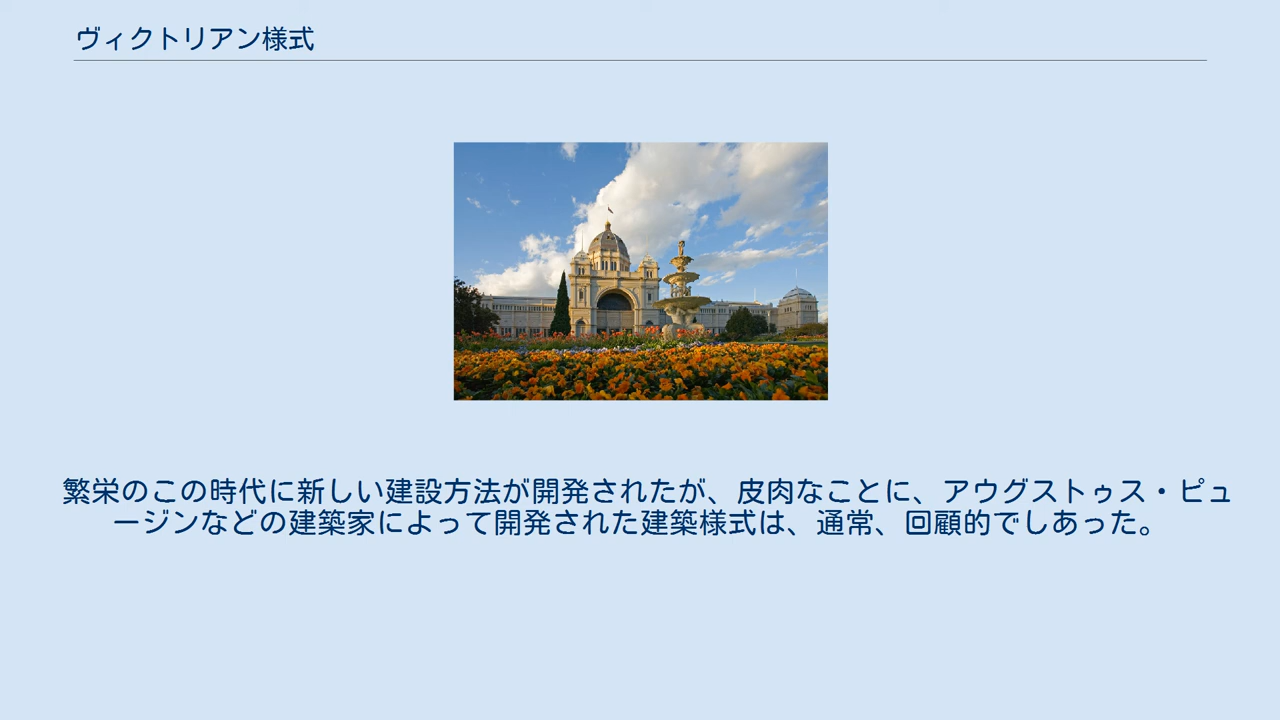 ヴィクトリアン様式
繁栄のこの時代に新しい建設方法が開発されたが、皮肉なことに、アウグストゥス・ピュ
ージンなどの建築家によって開発された建築様式は、通常、回顧的でしあった。